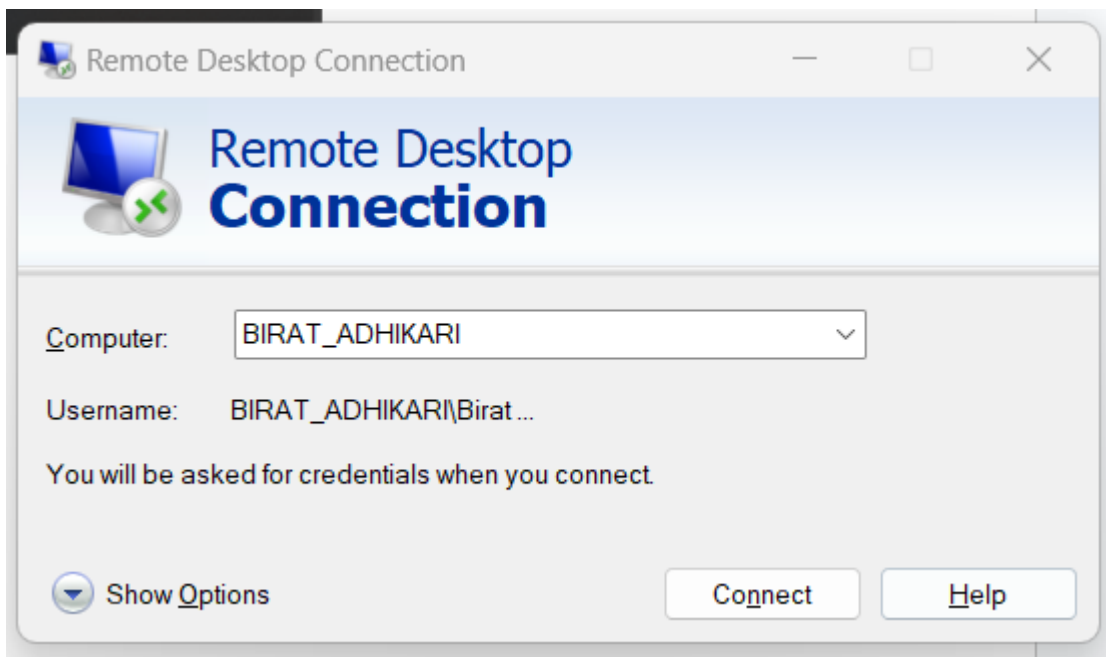 Remote Desktop Connection
Remote Desktop
Connection
Computer: BIRAT_ADHIKARI
Username: BIRAT_ADHIKARI\Birat ...
You will be asked for credentials when you connect.
Show Options Connect Help